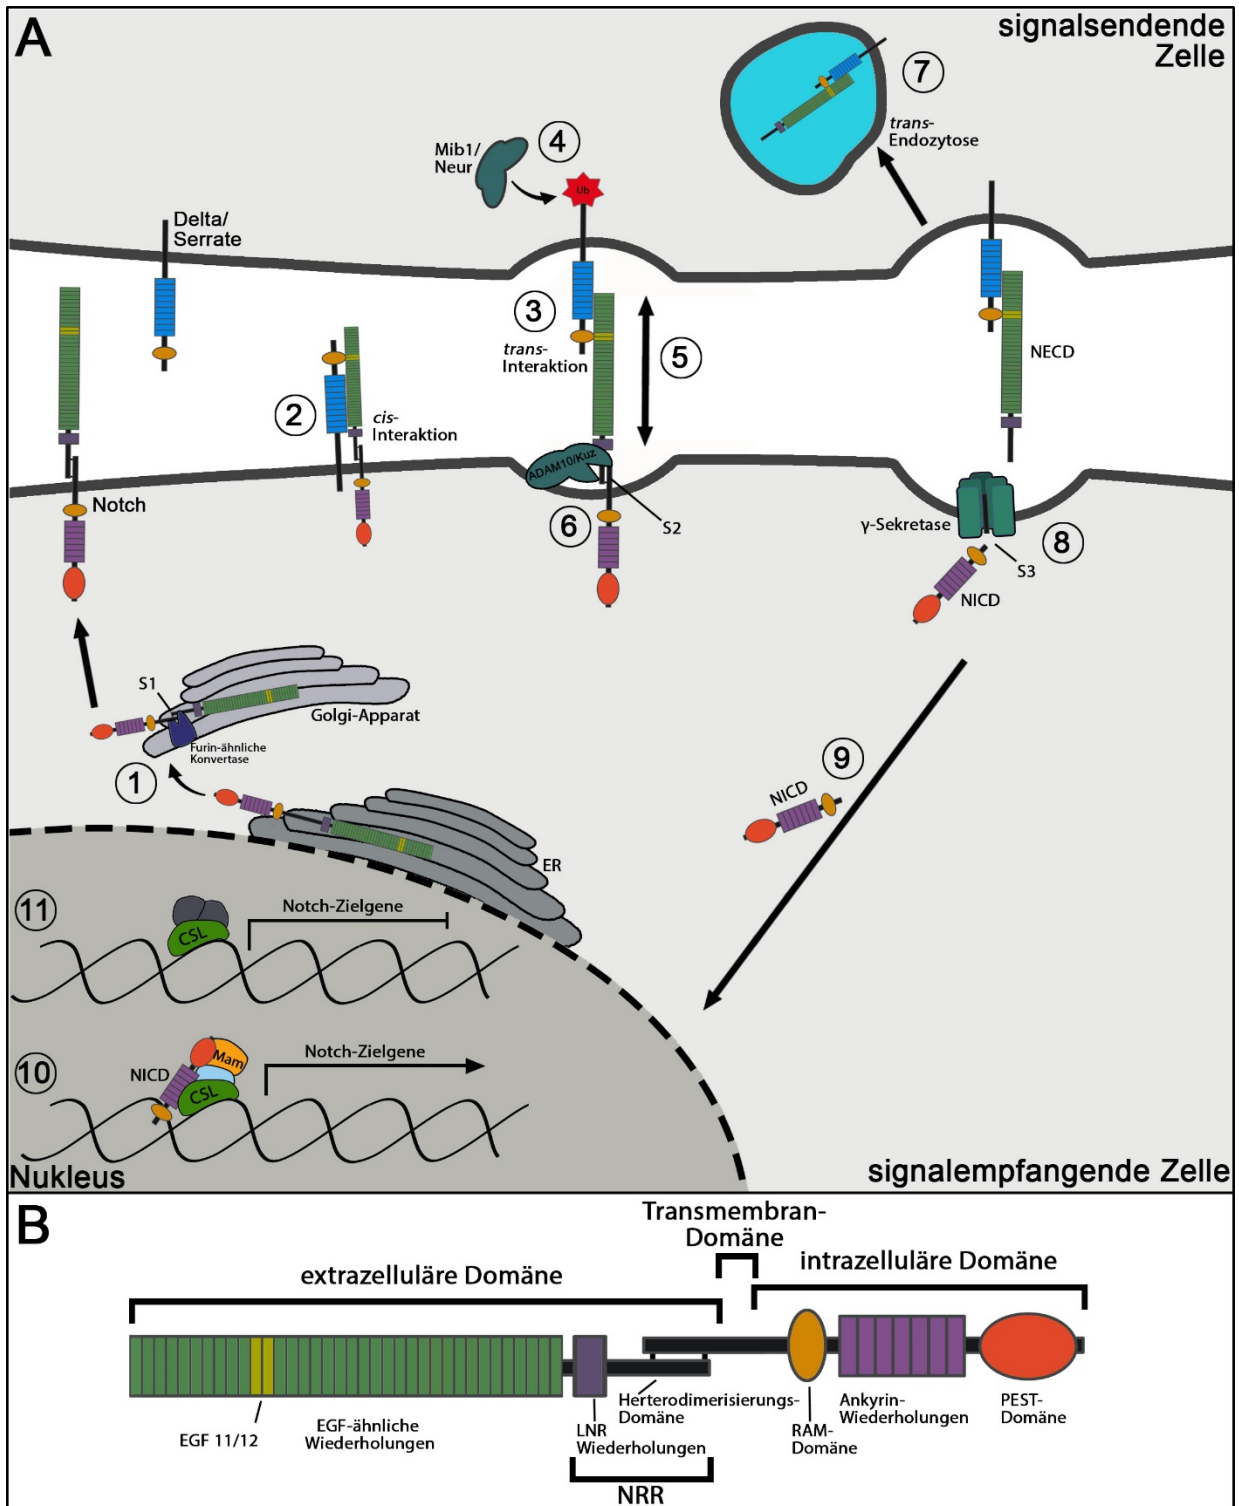 A
signalsendende
Zelle
7
trans-
Endozytose
4
Mib1/
Neur
Ub
Delta/
Serrate
3
trans-
Interaktion
5
NECD
2
cis-
Interaktion
ADAM10/Kuz
Notch
6
S2
γ-Sekretase
8
S3
NICD
S1
Golgi-Apparat
Furin-ähnliche
Konvertase
1
9
NICD
ER
11
Notch-Zielgene
CSL
10
Notch-Zielgene
NICD
Mam
CSL
Nukleus
signalempfangende Zelle
B
Transmembran-
Domäne
extrazelluläre Domäne
intrazelluläre Domäne
EGF 11/12
EGF-ähnliche
Wiederholungen
LNR
Wiederholungen
Herterodimerisierungs-
Domäne
RAM-
Domäne
Ankyrin-
Wiederholungen
PEST-
Domäne
NRR